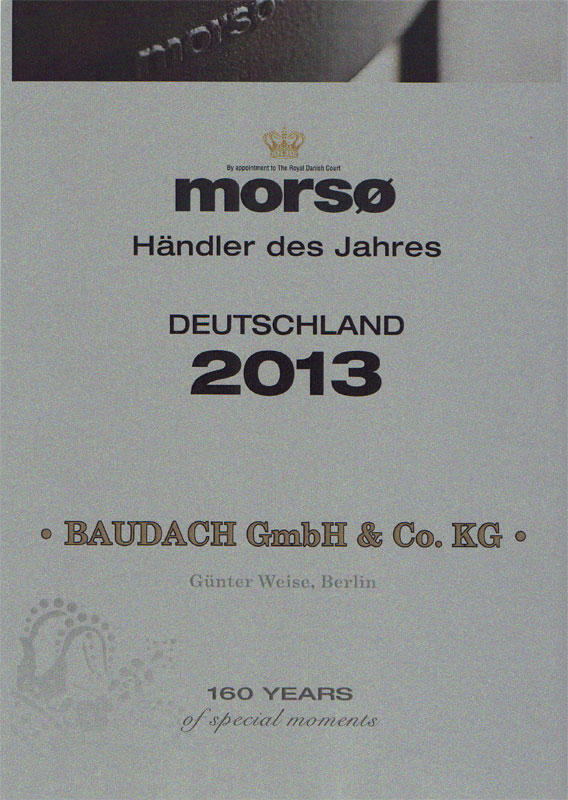 morsø
By appointment to The Royal Danish Court
morsø
Händler des Jahres
DEUTSCHLAND
2013
• BAUDACH GmbH & Co. KG •
Günter Weise, Berlin
160 YEARS
of special moments